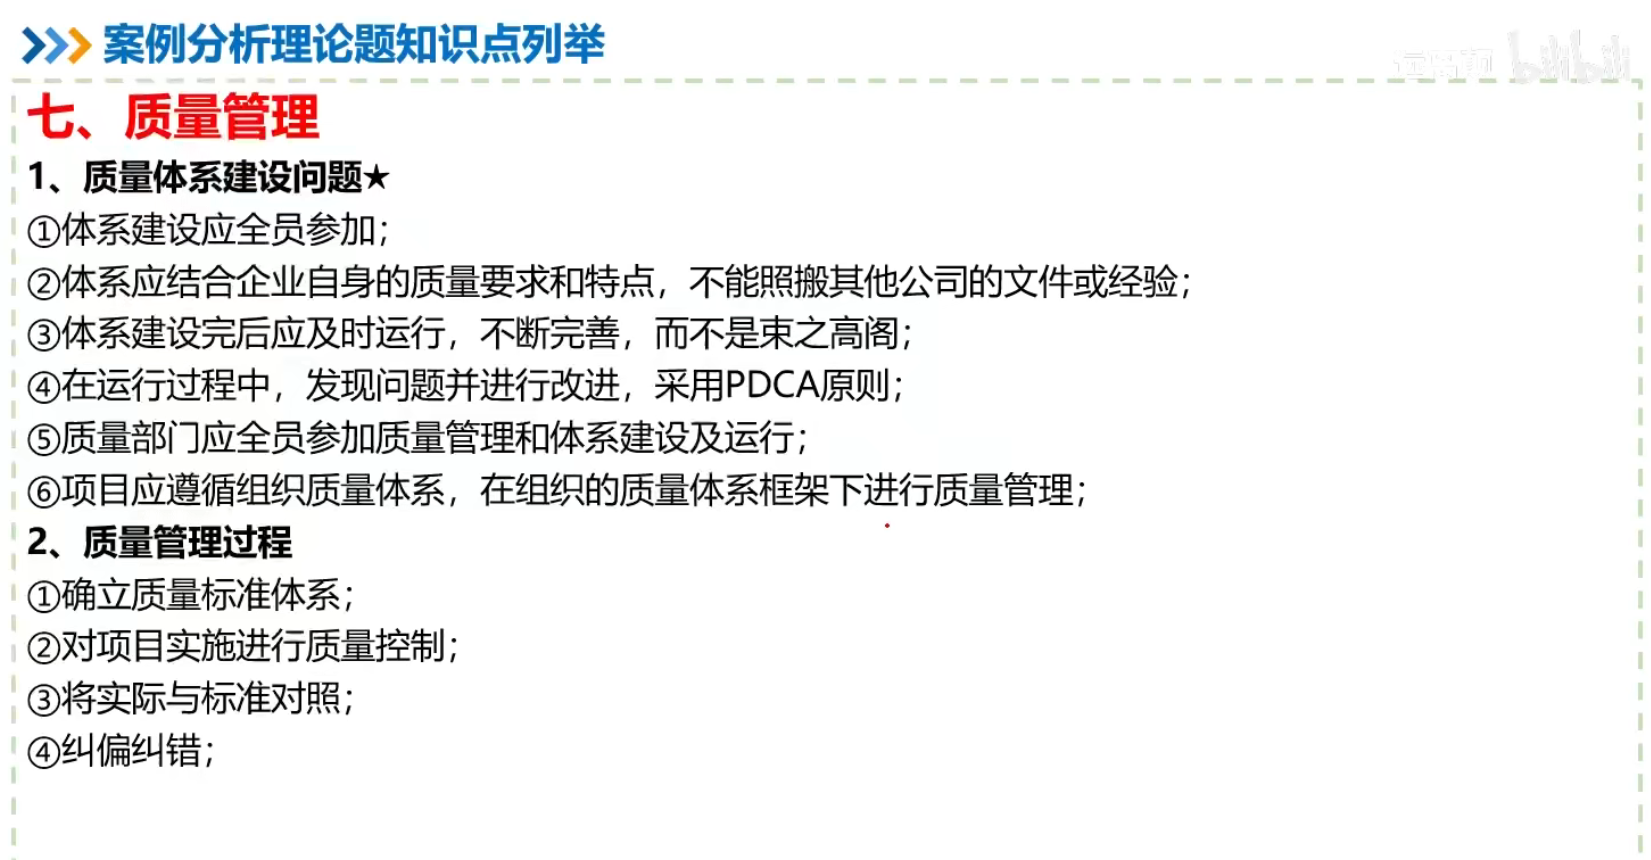 案例分析理论题知识点列举
bilibili
七、质量管理
1、质量体系建设问题★
①体系建设应全员参加；
②体系应结合企业自身的质量要求和特点，不能照搬其他公司的文件或经验；
③体系建设完后应及时运行，不断完善，而不是束之高阁；
④在运行过程中，发现问题并进行改进，采用PDCA原则；
⑤质量部门应全员参加质量管理和体系建设及运行；
⑥项目应遵循组织质量体系，在组织的质量体系框架下进行质量管理；
2、质量管理过程
①确立质量标准体系；
②对项目实施进行质量控制；
③将实际与标准对照；
④纠偏纠错；